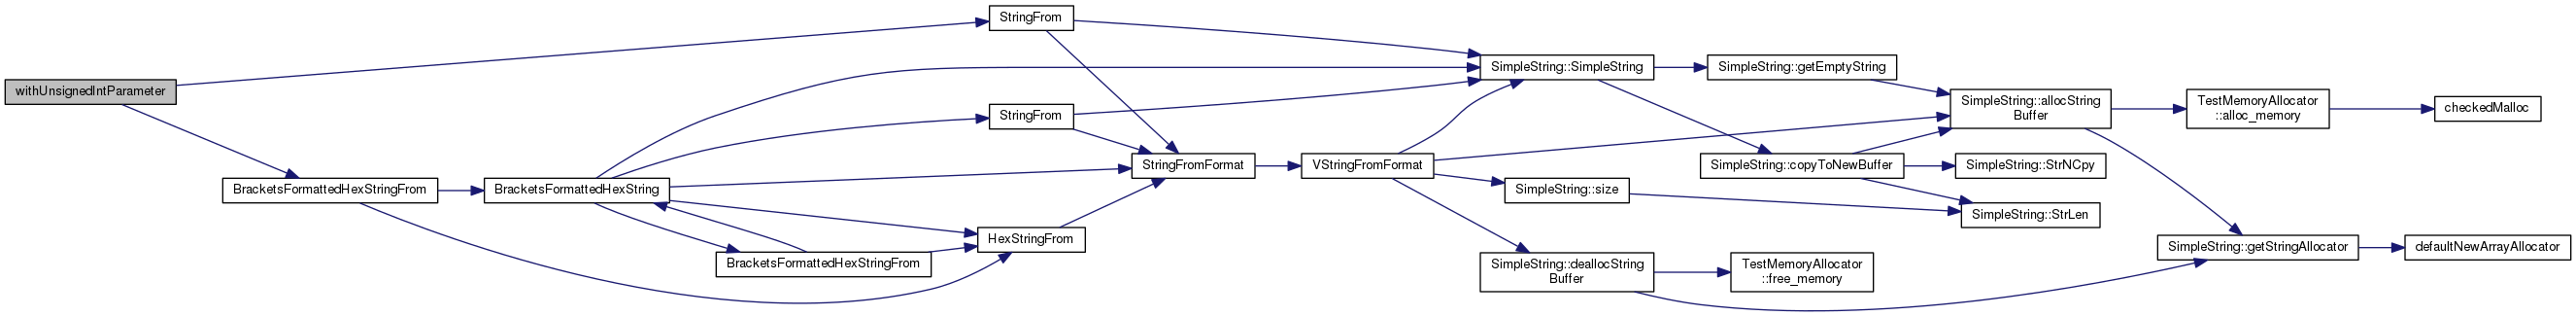 withUnsignedIntParameter
BracketsFormattedHexStringFrom
BracketsFormattedHexString
BracketsFormattedHexStringFrom
StringFrom
StringFrom
HexStringFrom
StringFromFormat
VStringFromFormat
SimpleString::SimpleString
SimpleString::size
SimpleString::deallocString
Buffer
SimpleString::getEmptyString
SimpleString::copyToNewBuffer
TestMemoryAllocator
::free_memory
SimpleString::allocString
Buffer
SimpleString::StrNCpy
SimpleString::StrLen
TestMemoryAllocator
::alloc_memory
SimpleString::getStringAllocator
checkedMalloc
defaultNewArrayAllocator